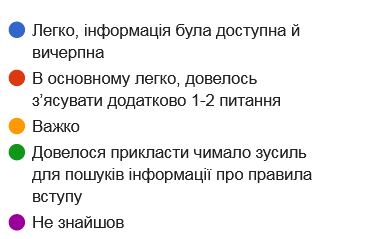 Легко, інформація була доступна й
вичерпна
В основному легко, довелось
з’ясувати додатково 1-2 питання
Важко
Довелося прикласти чимало зусиль
для пошуків інформації про правила
вступу
Не знайшов